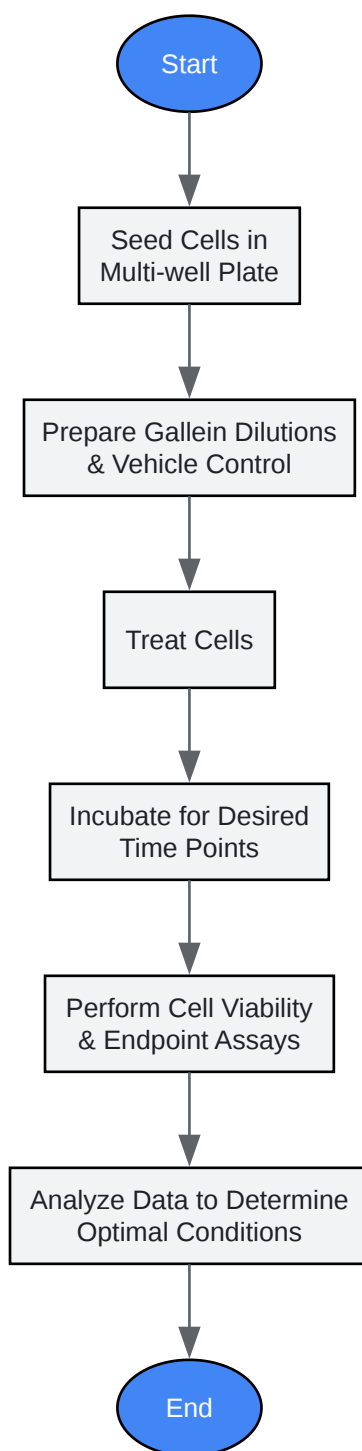 Start
Seed Cells in
Multi-well Plate
Prepare Gallein Dilutions
& Vehicle Control
Treat Cells
Incubate for Desired
Time Points
Perform Cell Viability
& Endpoint Assays
Analyze Data to Determine
Optimal Conditions
End